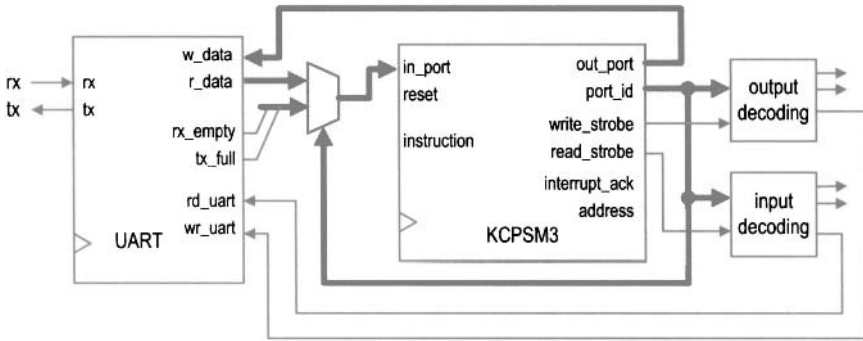 w_data
r_data
rx rx
tx tx
rx_empty
tx_full
rd_uart
wr_uart
UART
in_port
reset
instruction
out_port
port_id
write_strobe
read_strobe
interrupt_ack
address
KCPSM3
output
decoding
input
decoding